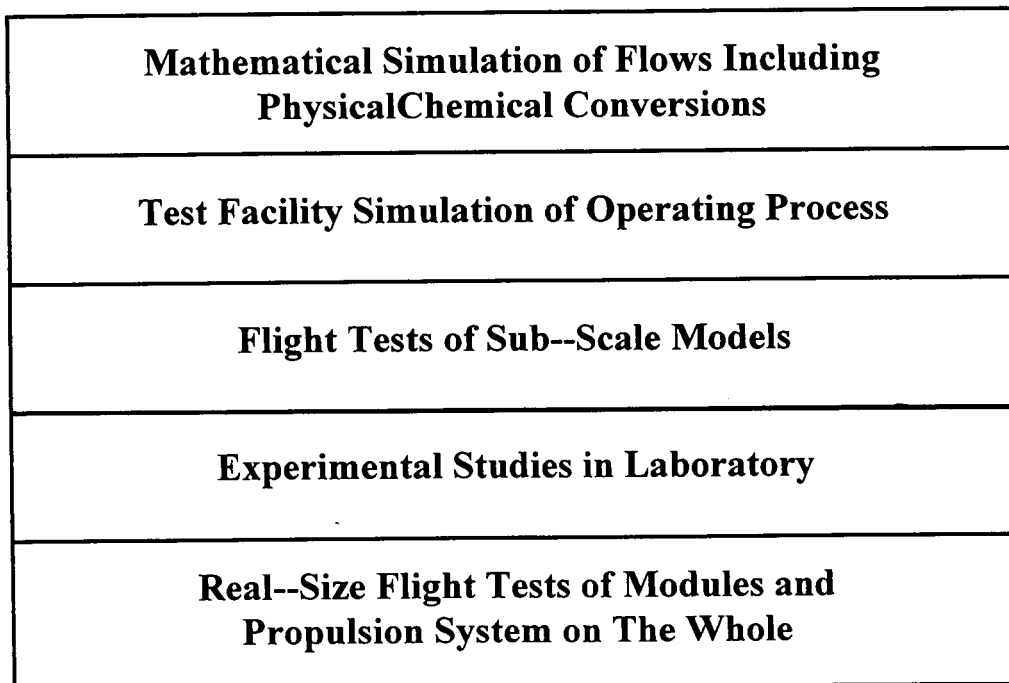 Mathematical Simulation of Flows Including
PhysicalChemical Conversions
Test Facility Simulation of Operating Process
Flight Tests of Sub--Scale Models
Experimental Studies in Laboratory
Real--Size Flight Tests of Modules and
Propulsion System on The Whole